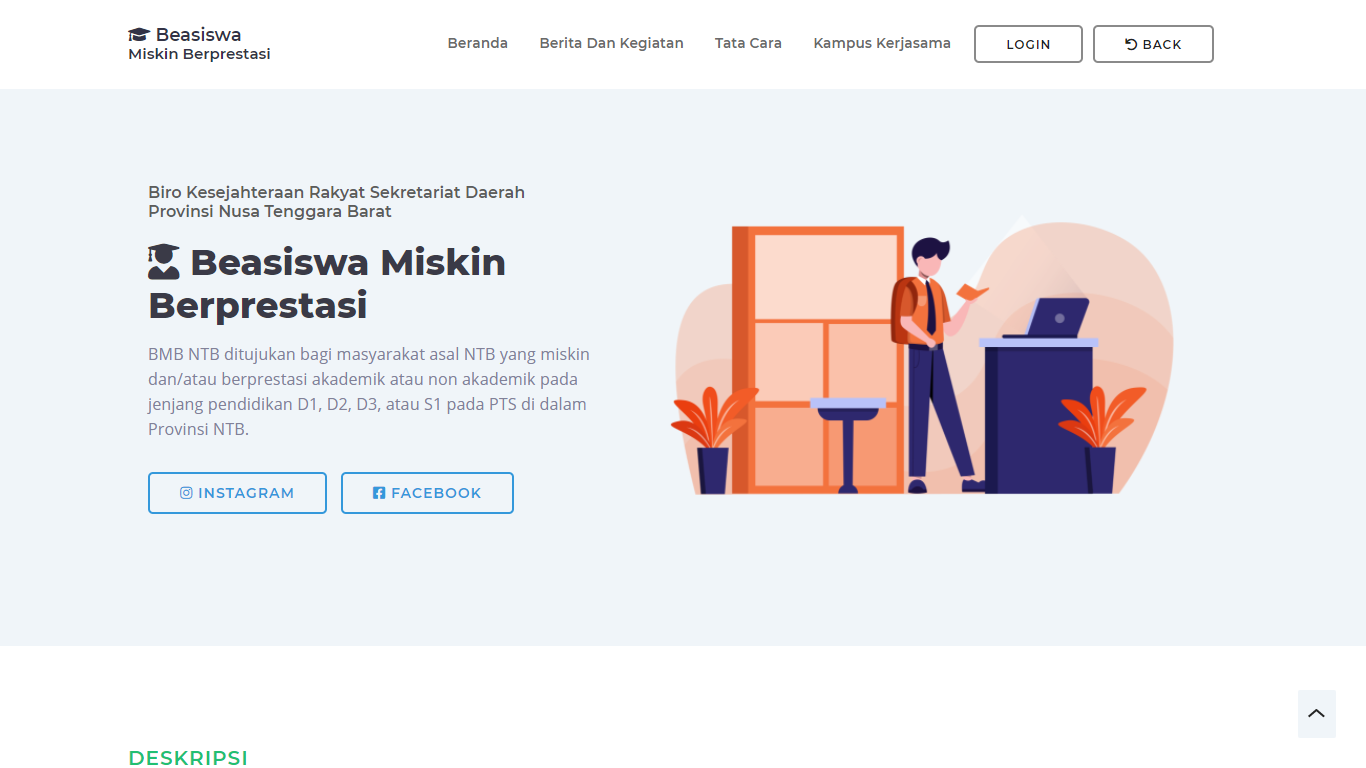 Beasiswa
Miskin Berprestasi
Beranda
Berita Dan Kegiatan
Tata Cara
Kampus Kerjasama
LOGIN
BACK
Biro Kesejahteraan Rakyat Sekretariat Daerah
Provinsi Nusa Tenggara Barat
Beasiswa Miskin
Berprestasi
BMB NTB ditujukan bagi masyarakat asal NTB yang miskin
dan/atau berprestasi akademik atau non akademik pada
jenjang pendidikan D1, D2, D3, atau S1 pada PTS di dalam
Provinsi NTB.
INSTAGRAM
FACEBOOK
DESKRIPSI